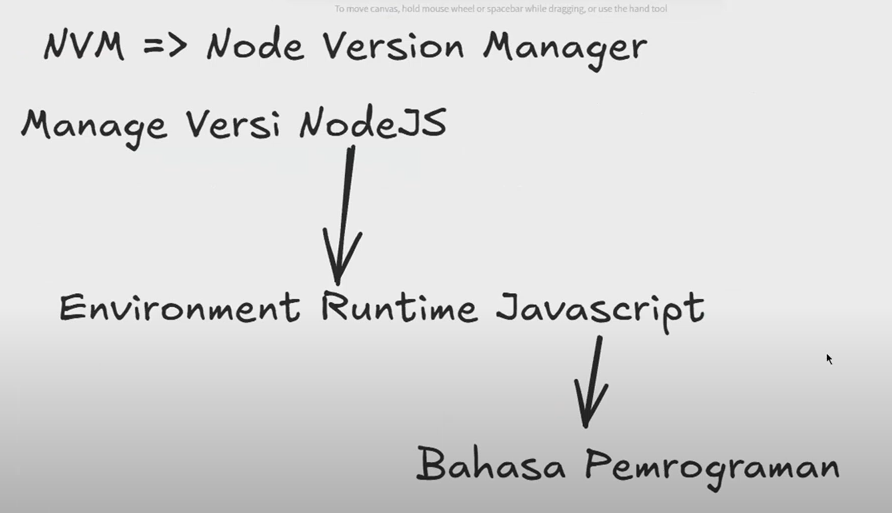 To move canvas, hold mouse wheel or spacebar while dragging, or use the hand tool
NVM => Node Version Manager
Manage Versi NodeJS
Environment Runtime Javascript
Bahasa Pemrograman